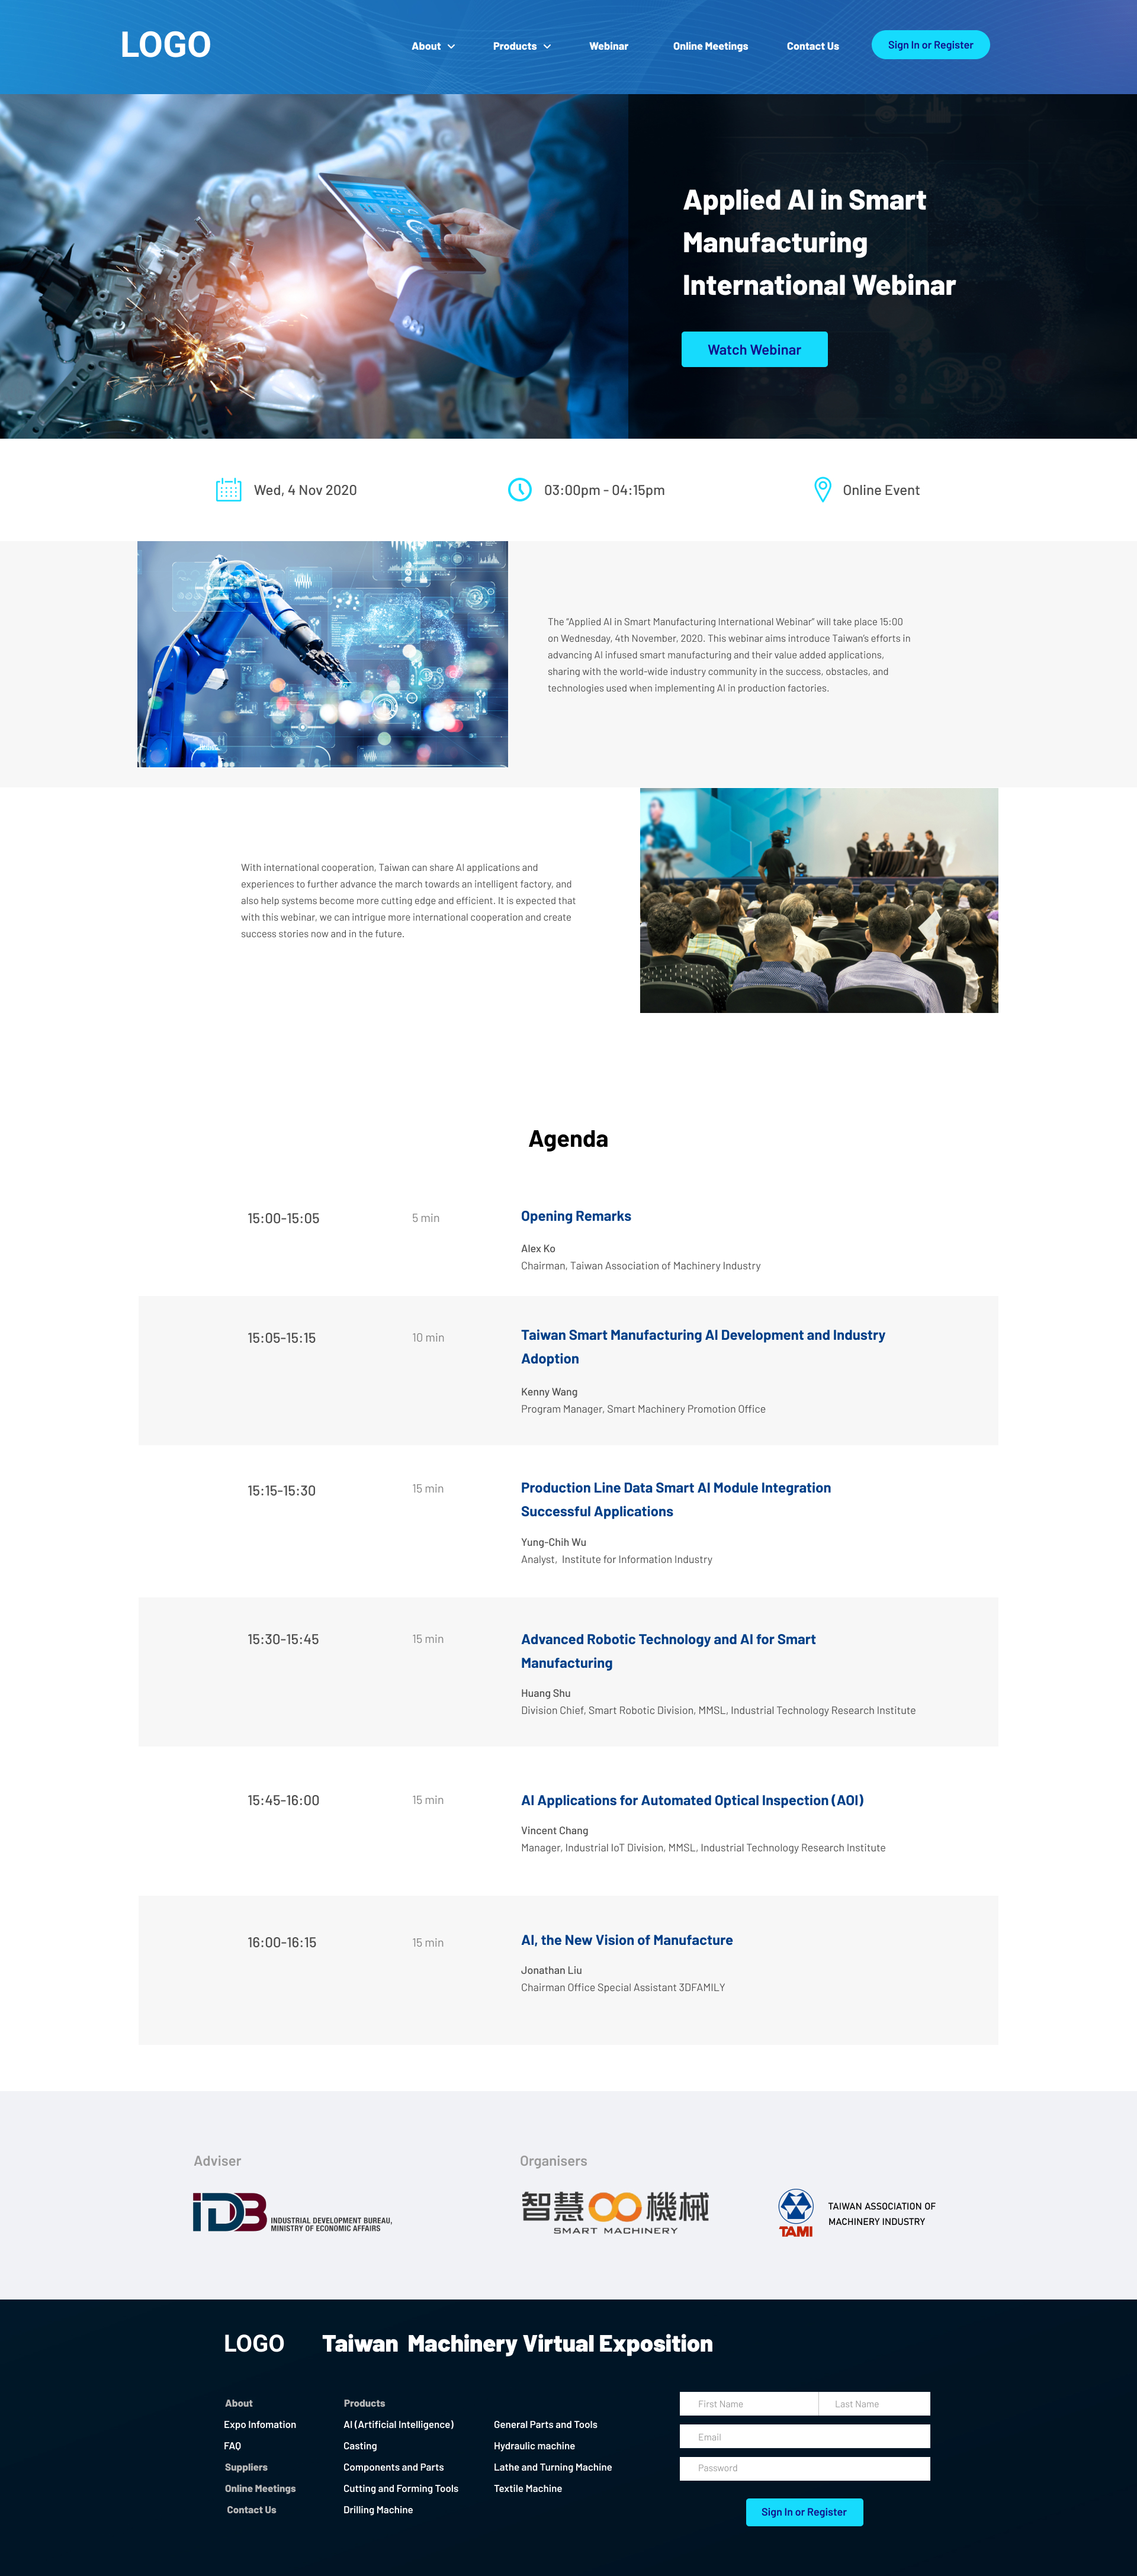 LOGO
About
Products
Webinar
Online Meetings
Contact Us
Sign In or Register
Applied AI in Smart
Manufacturing
International Webinar
Watch Webinar
Wed, 4 Nov 2020
03:00pm - 04:15pm
Online Event
The “Applied AI in Smart Manufacturing International Webinar” will take place 15:00
on Wednesday, 4th November, 2020. This webinar aims introduce Taiwan’s efforts in
advancing AI infused smart manufacturing and their value added applications,
sharing with the world-wide industry community in the success, obstacles, and
technologies used when implementing AI in production factories.
With international cooperation, Taiwan can share AI applications and
experiences to further advance the march towards an intelligent factory, and
also help systems become more cutting edge and efficient. It is expected that
with this webinar, we can intrigue more international cooperation and create
success stories now and in the future.
Agenda
15:00-15:05
5 min
Opening Remarks
Alex Ko
Chairman, Taiwan Association of Machinery Industry
15:05-15:15
10 min
Taiwan Smart Manufacturing AI Development and Industry
Adoption
Kenny Wang
Program Manager, Smart Machinery Promotion Office
15:15-15:30
15 min
Production Line Data Smart AI Module Integration
Successful Applications
Yung-Chih Wu
Analyst, Institute for Information Industry
15:30-15:45
15 min
Advanced Robotic Technology and AI for Smart
Manufacturing
Huang Shu
Division Chief, Smart Robotic Division, MMSL, Industrial Technology Research Institute
15:45-16:00
15 min
AI Applications for Automated Optical Inspection (AOI)
Vincent Chang
Manager, Industrial IoT Division, MMSL, Industrial Technology Research Institute
16:00-16:15
15 min
AI, the New Vision of Manufacture
Jonathan Liu
Chairman Office Special Assistant 3DFAMILY
Adviser
Organisers
iDB
INDUSTRIAL DEVELOPMENT BUREAU,
MINISTRY OF ECONOMIC AFFAIRS
智慧機械
SMART MACHINERY
TAMI
TAIWAN ASSOCIATION OF
MACHINERY INDUSTRY
LOGO
Taiwan Machinery Virtual Exposition
About
Expo Infomation
FAQ
Suppliers
Online Meetings
Contact Us
Products
AI (Artificial Intelligence)
Casting
Components and Parts
Cutting and Forming Tools
Drilling Machine
General Parts and Tools
Hydraulic machine
Lathe and Turning Machine
Textile Machine
First Name
Last Name
Email
Password
Sign In or Register